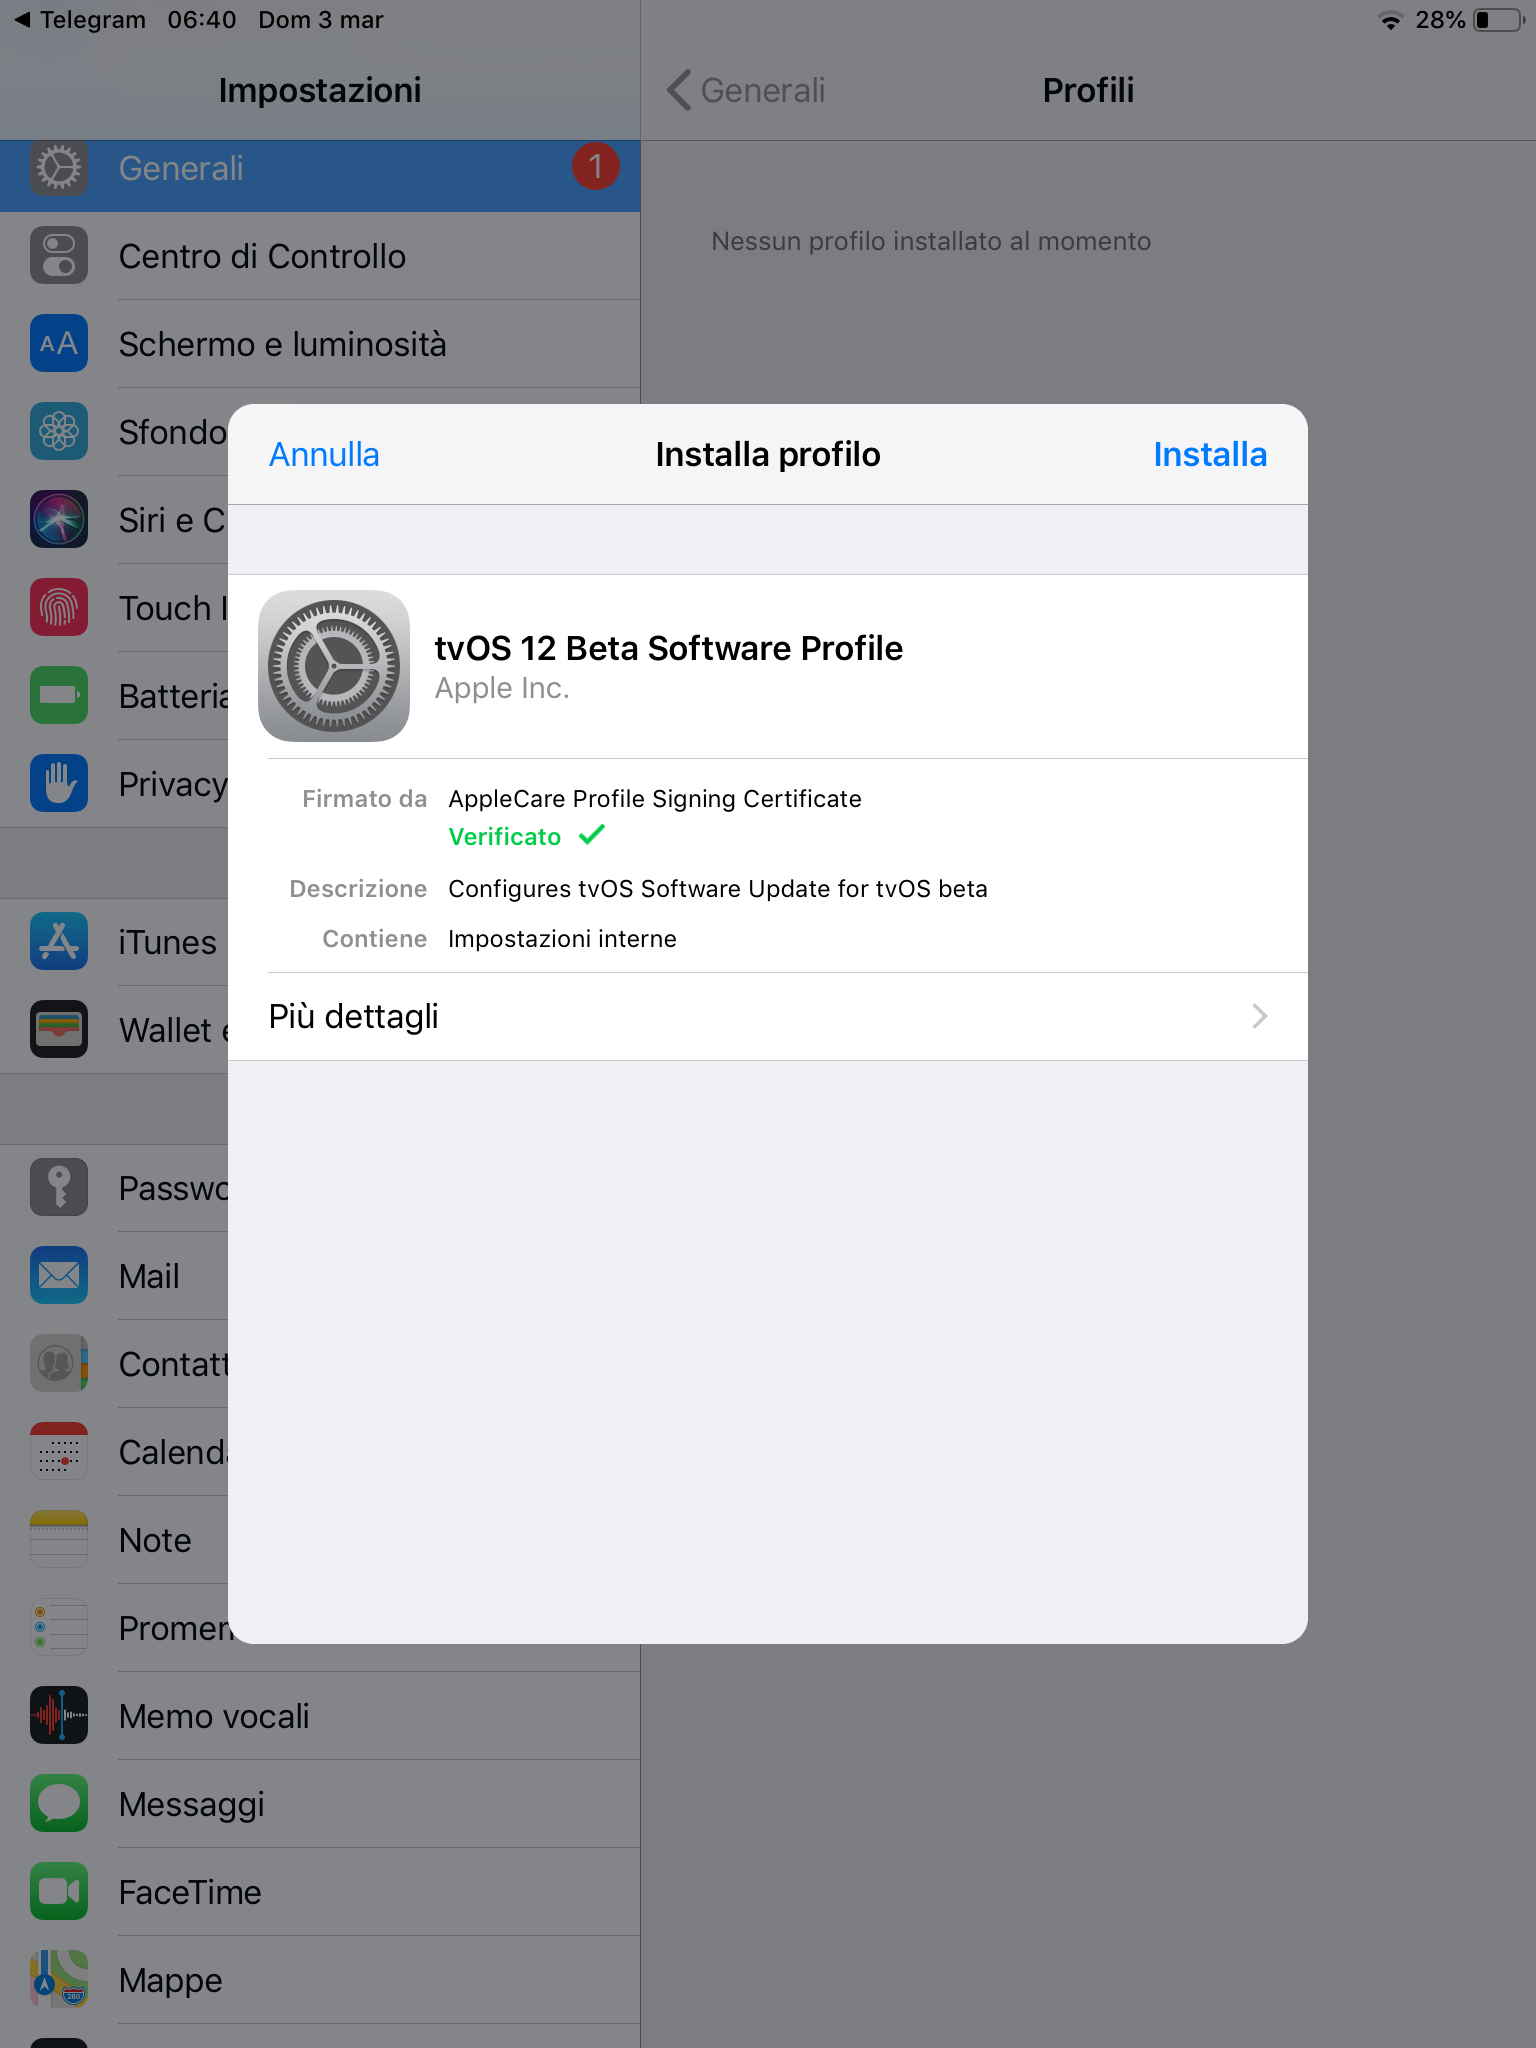 Telegram 06:40 Dom 3 mar
28%
Impostazioni
Generali
1
Centro di Controllo
AA
Schermo e luminosità
Sfondo
Siri e C
Touch I
Batteria
Privacy
iTunes
Wallet e
Passwo
Mail
Contatt
Calenda
Note
Promem
Memo vocali
Messaggi
FaceTime
280
Mappe
Generali
Profili
Nessun profilo installato al momento
Annulla
Installa profilo
Installa
tvOS 12 Beta Software Profile
Apple Inc.
Firmato da AppleCare Profile Signing Certificate
Verificato
Descrizione Configures tvOS Software Update for tvOS beta
Contiene Impostazioni interne
Più dettagli